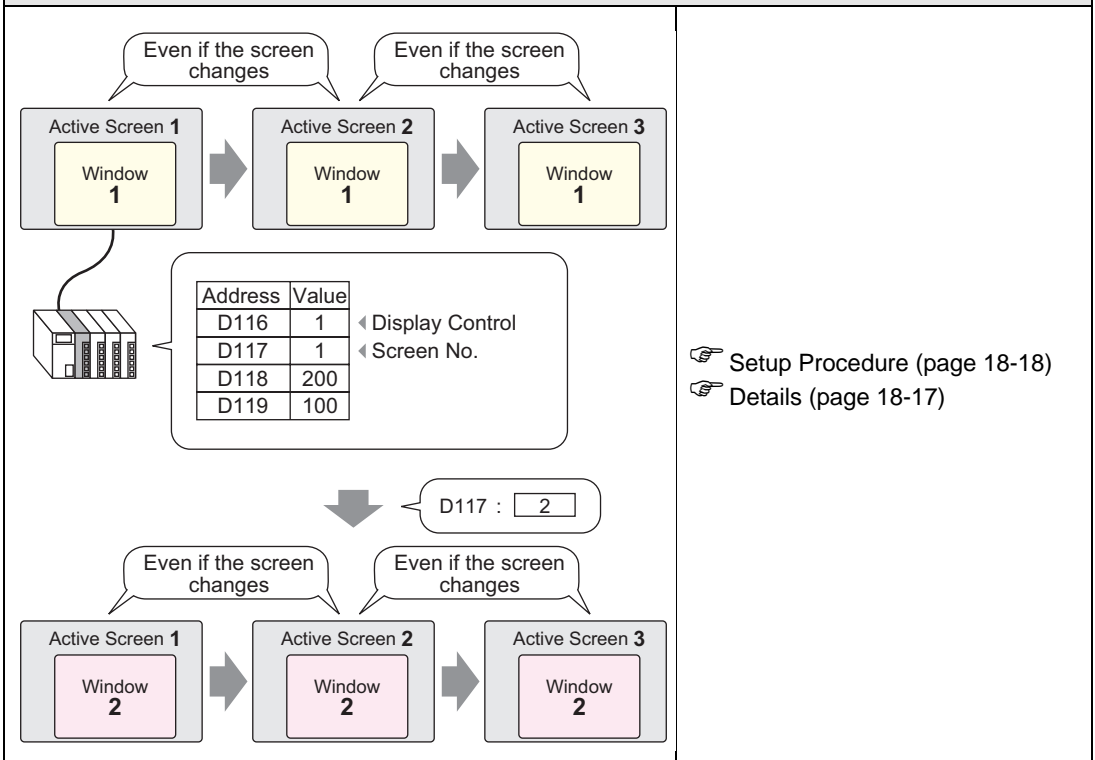 Even if the screen
changes
Even if the screen
changes
Active Screen 1
Active Screen 2
Active Screen 3
Window
1
Window
1
Window
1
Address Value
D116 1 Display Control
D117 1 Screen No.
D118 200
D119 100
Setup Procedure (page 18-18)
Details (page 18-17)
D117 : 2
Even if the screen
changes
Even if the screen
changes
Active Screen 1
Active Screen 2
Active Screen 3
Window
2
Window
2
Window
2